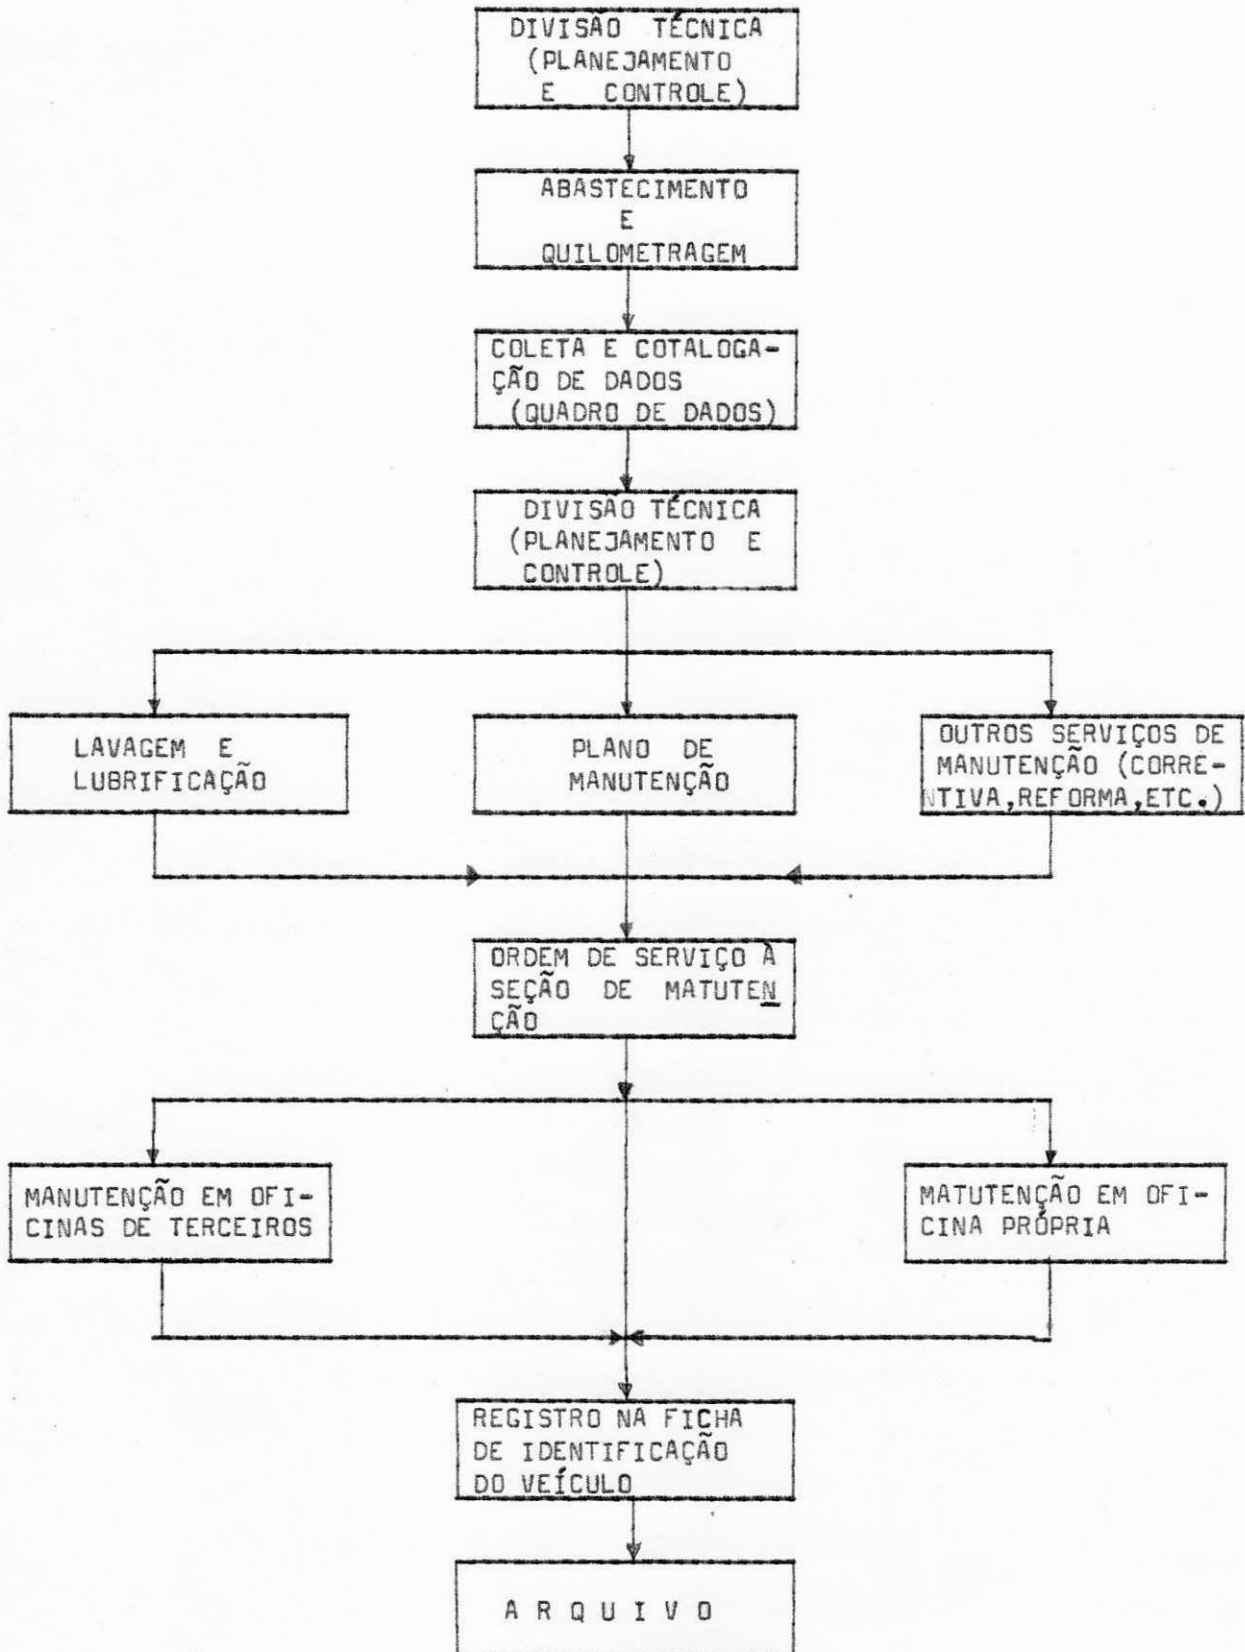 DIVISÃO TÉCNICA
(PLANEJAMENTO
E CONTROLE)
ABASTECIMENTO
E
QUILOMETRAGEM
COLETA E COTALOGA-
ÇÃO DE DADOS
(QUADRO DE DADOS)
DIVISÃO TÉCNICA
(PLANEJAMENTO E
CONTROLE)
LAVAGEM E
LUBRIFICAÇÃO
PLANO DE
MANUTENÇÃO
OUTROS SERVIÇOS DE
MANUTENÇÃO (CORRE-
NTIVA,REFORMA,ETC.)
ORDEM DE SERVIÇO À
SEÇÃO DE MATUTEN
ÇÃO
MANUTENÇÃO EM OFI-
CINAS DE TERCEIROS
MATUTENÇÃO EM OFI-
CINA PRÓPRIA
REGISTRO NA FICHA
DE IDENTIFICAÇÃO
DO VEÍCULO
A R Q U I V O